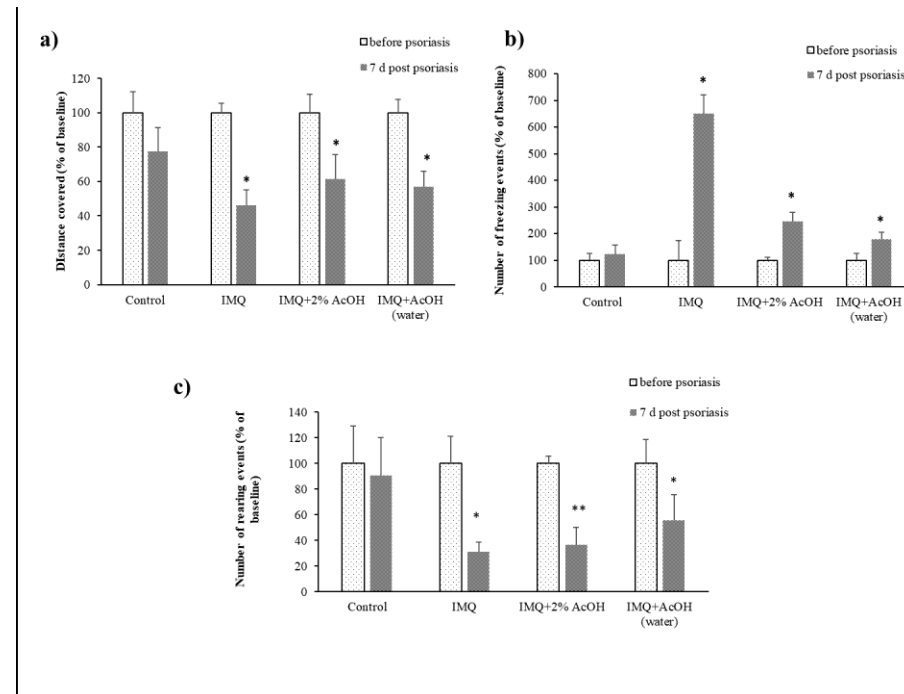 a)
before psoriasis
7 d post psoriasis
Distance covered (% of baseline)
120
100
80
60
40
20
0
*
*
*
Control
IMQ
IMQ+2% AcOH
IMQ+AcOH
(water)
b)
before psoriasis
7 d post psoriasis
Number of freezing events (% of baseline)
800
700
600
500
400
300
200
100
0
*
*
*
Control
IMQ
IMQ+2% AcOH
IMQ+AcOH
(water)
c)
before psoriasis
7 d post psoriasis
Number of rearing events (% of
baseline)
140
120
100
80
60
40
20
0
*
**
*
Control
IMQ
IMQ+2% AcOH
IMQ+AcOH
(water)